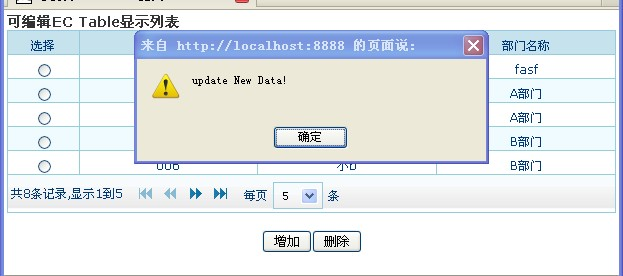 可编辑EC Table显示列表
选择 部门名称
来自 http://localhost:8888 的页面说:
update New Data!
确定
fasf
A部门
A部门
B部门
006 小b B部门
共8条记录,显示1到5 每页 5 条
增加 删除